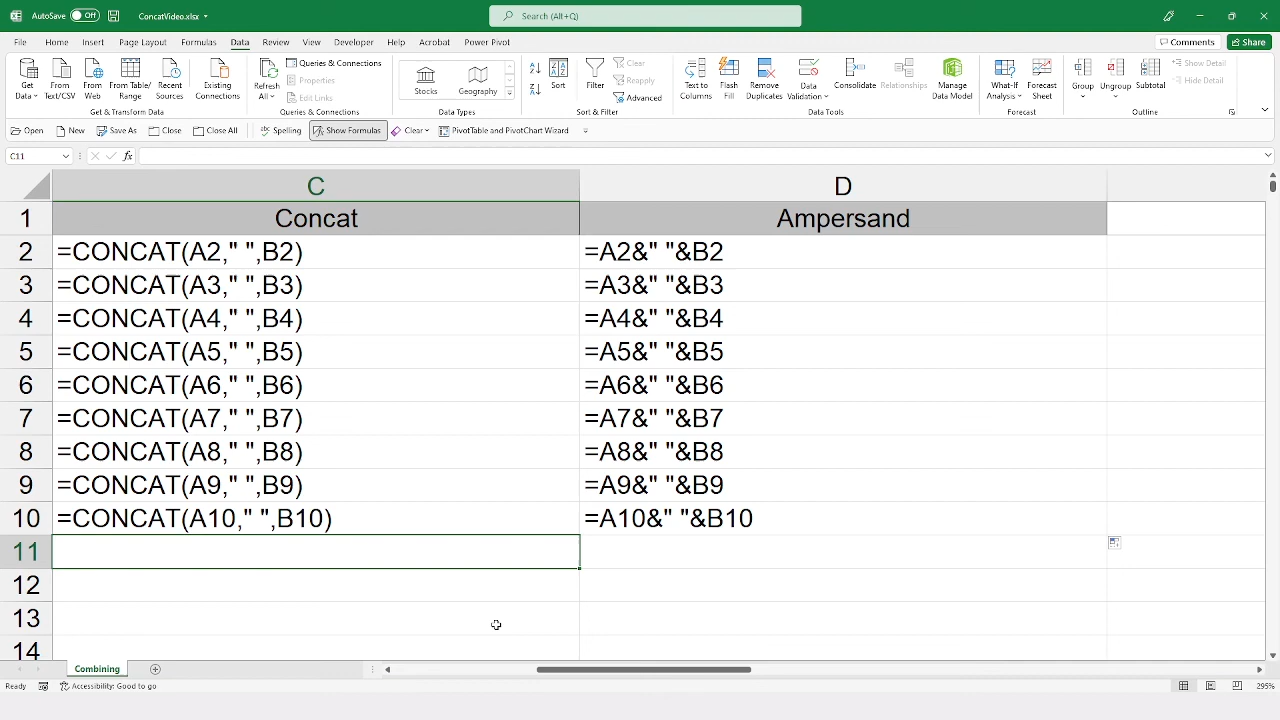 AutoSave Off ConcatVideo.xlsx Search (Alt+Q)
File Home Insert Page Layout Formulas Data Review View Developer Help Acrobat Power Pivot Comments Share
Get Data From Text/CSV From Web From Table/ Range Recent Sources Existing Connections
Get & Transform Data
Refresh All Queries & Connections Properties Edit Links
Queries & Connections
Stocks Geography
Data Types
Sort Filter Clear Reapply Advanced
Sort & Filter
Text to Columns Flash Fill Remove Duplicates Data Validation Consolidate Relationships Manage Data Model
Data Tools
What-If Analysis Forecast Sheet
Forecast
Group Ungroup Subtotal Show Detail Hide Detail
Outline
Open New Save As Close Close All Spelling Show Formulas Clear PivotTable and PivotChart Wizard
C11 fx
C D
1 Concat Ampersand
2 =CONCAT(A2," ",B2) =A2&" "&B2
3 =CONCAT(A3," ",B3) =A3&" "&B3
4 =CONCAT(A4," ",B4) =A4&" "&B4
5 =CONCAT(A5," ",B5) =A5&" "&B5
6 =CONCAT(A6," ",B6) =A6&" "&B6
7 =CONCAT(A7," ",B7) =A7&" "&B7
8 =CONCAT(A8," ",B8) =A8&" "&B8
9 =CONCAT(A9," ",B9) =A9&" "&B9
10 =CONCAT(A10," ",B10) =A10&" "&B10
11
12
13
14
Combining
Ready Accessibility: Good to go 295%